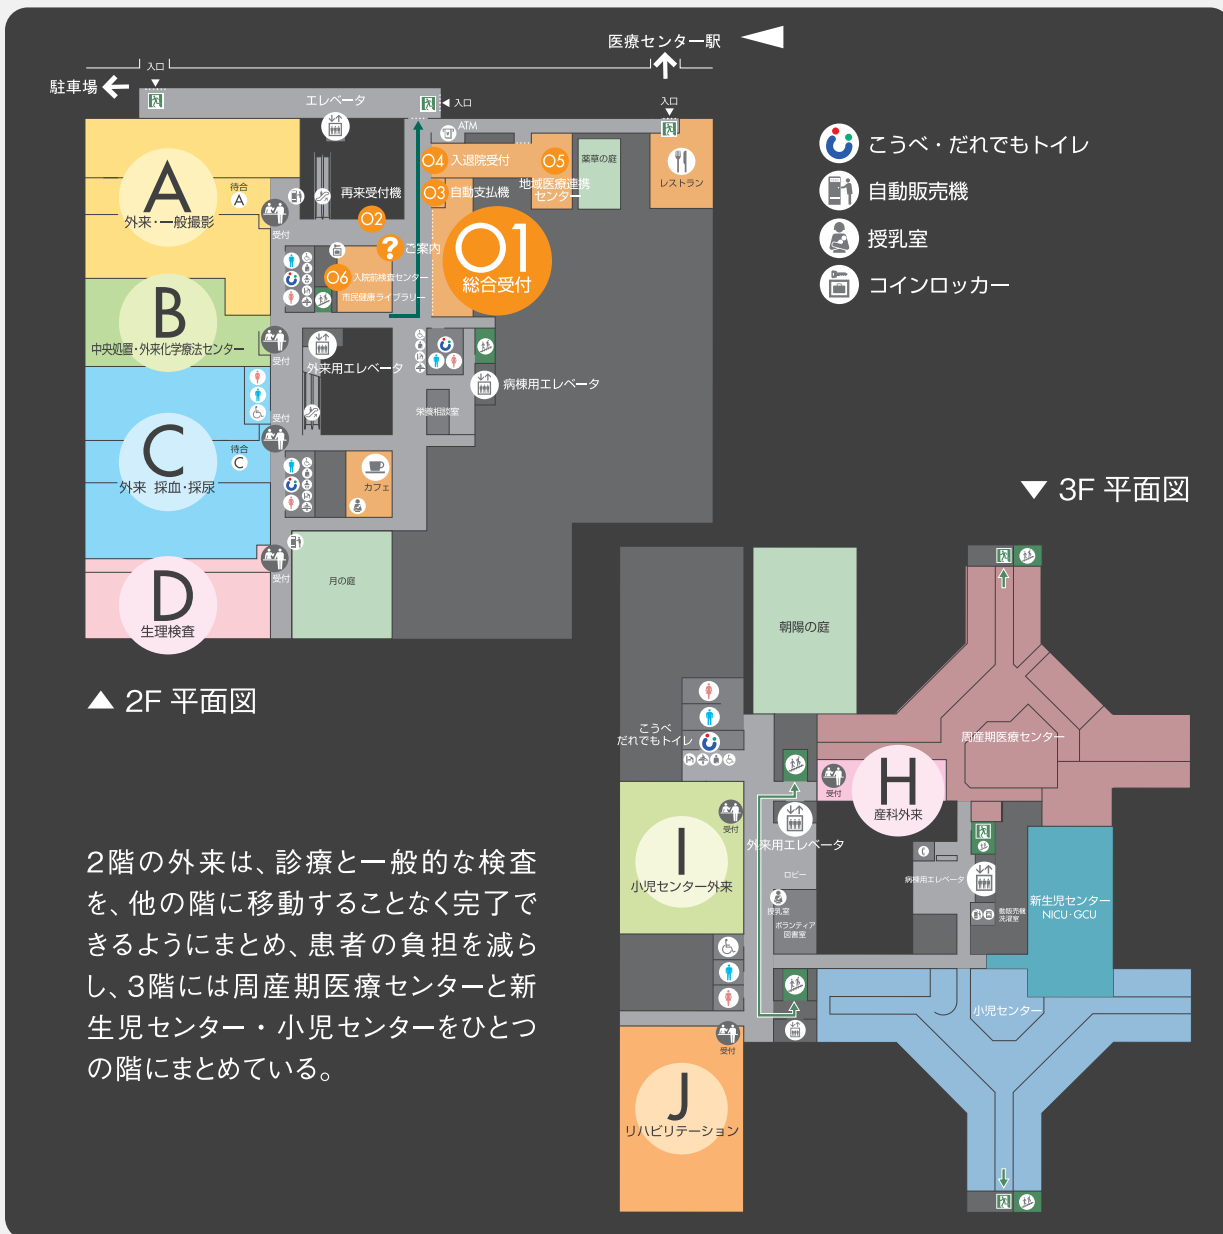 医療センター駅
入口
駐車場
エレベータ
入口
入口
ATM
O4 入退院受付
O5
地域医療連携
センター
薬草の庭
レストラン
A
外来・一般撮影
待合
A
受付
再来受付機
O2
O3 自動支払機
? ご案内
O1
総合受付
O6 入院前検査センター
市民健康ライブラリー
B
中央処置・外来化学療法センター
受付
外来用エレベータ
病棟用エレベータ
栄養相談室
C
外来 採血・採尿
受付
待合
C
カフェ
D
生理検査
受付
月の庭
▲ 2F 平面図
こうべ・だれでもトイレ
自動販売機
授乳室
コインロッカー
▼ 3F 平面図
朝陽の庭
こうべ
だれでもトイレ
周産期医療センター
H
産科外来
受付
I
小児センター外来
受付
外来用エレベータ
ロビー
授乳室
ボランティア
図書室
病棟用エレベータ
洗濯室
新生児センター
NICU・GCU
小児センター
J
リハビリテーション
受付
2階の外来は、診療と一般的な検査
を、他の階に移動することなく完了で
きるようにまとめ、患者の負担を減ら
し、3階には周産期医療センターと新
生児センター・小児センターをひとつ
の階にまとめている。